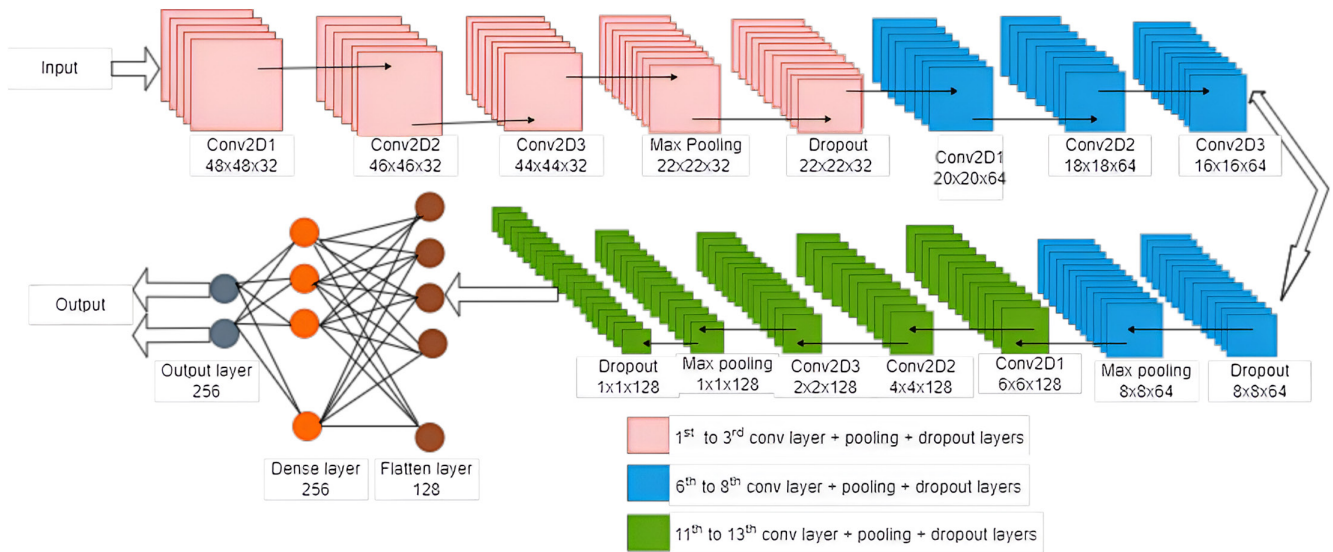 Input
Conv2D1
48x48x32
Conv2D2
46x46x32
Conv2D3
44x44x32
Max Pooling
22x22x32
Dropout
22x22x32
Conv2D1
20x20x64
Conv2D2
18x18x64
Conv2D3
16x16x64
Output
Output layer
256
Dense layer
256
Flatten layer
128
Dropout
1x1x128
Max pooling
1x1x128
Conv2D3
2x2x128
Conv2D2
4x4x128
Conv2D1
6x6x128
Max pooling
8x8x64
Dropout
8x8x64
1st to 3rd conv layer + pooling + dropout layers
6th to 8th conv layer + pooling + dropout layers
11th to 13th conv layer + pooling + dropout layers